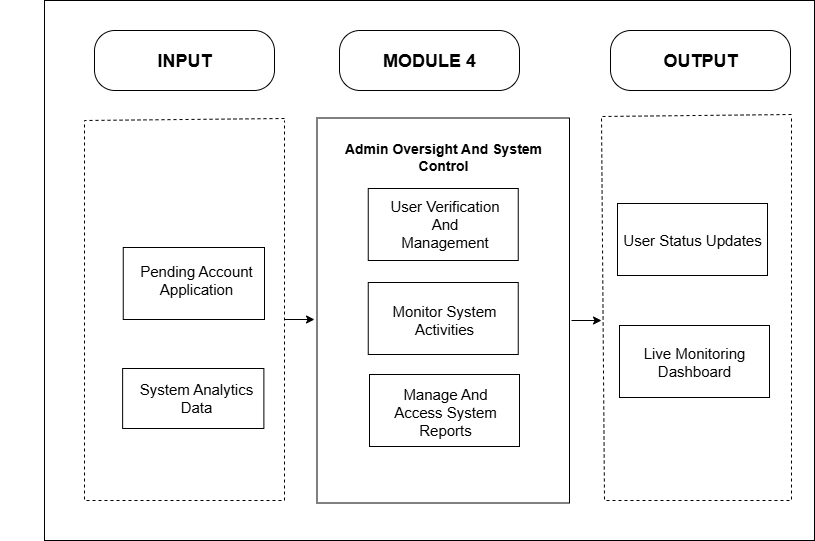 INPUT
MODULE 4
OUTPUT
Admin Oversight And System
Control
Pending Account
Application
System Analytics
Data
User Verification
And
Management
Monitor System
Activities
Manage And
Access System
Reports
User Status Updates
Live Monitoring
Dashboard